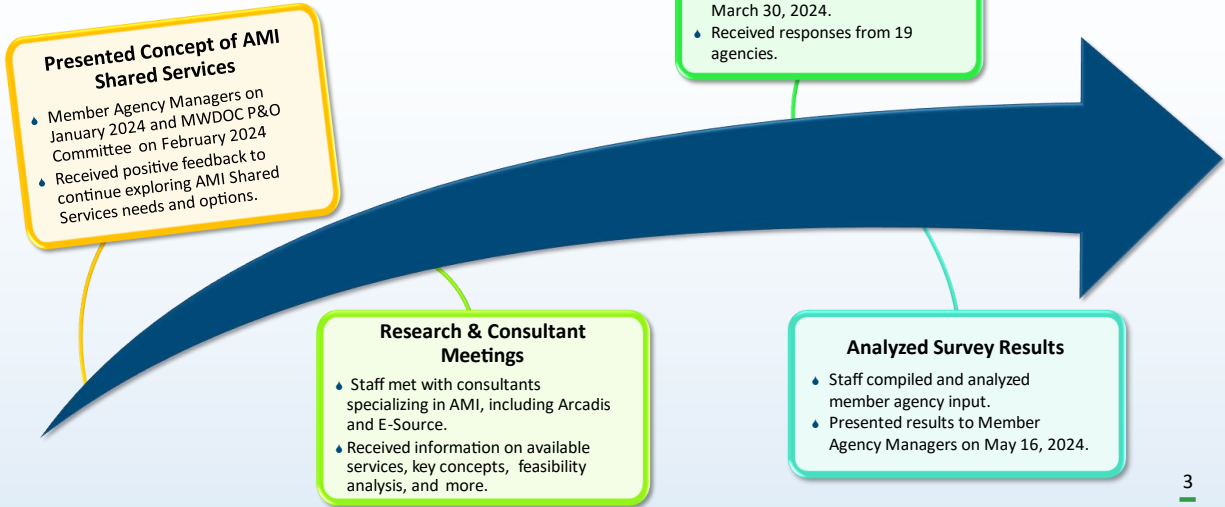 March 30, 2024.
Received responses from 19
agencies.
Presented Concept of AMI
Shared Services
Member Agency Managers on
January 2024 and MWDOC P&O
Committee on February 2024
Received positive feedback to
continue exploring AMI Shared
Services needs and options.
Research & Consultant
Meetings
Staff met with consultants
specializing in AMI, including Arcadis
and E-Source.
Received information on available
services, key concepts, feasibility
analysis, and more.
Analyzed Survey Results
Staff compiled and analyzed
member agency input.
Presented results to Member
Agency Managers on May 16, 2024.
3